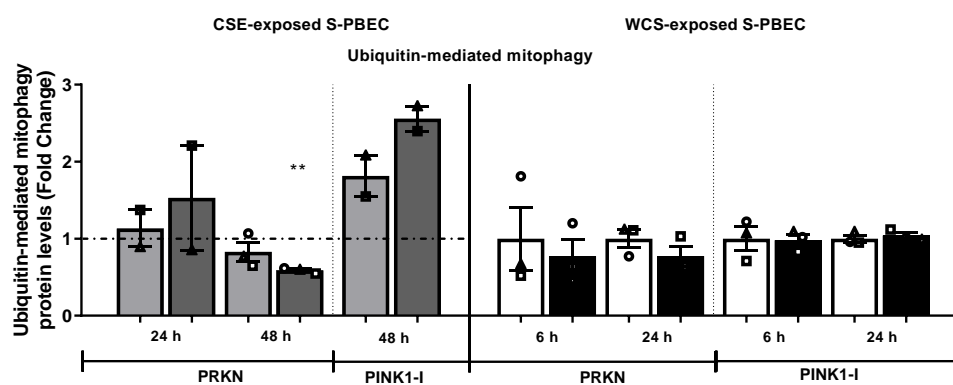 CSE-exposed S-PBEC WCS-exposed S-PBEC
Ubiquitin-mediated mitophagy
Ubiquitin-mediated mitophagy
protein levels (Fold Change)
3
2
1
0
**
24 h 48 h 48 h 6 h 24 h 6 h 24 h
PRKN PINK1-I PRKN PINK1-I